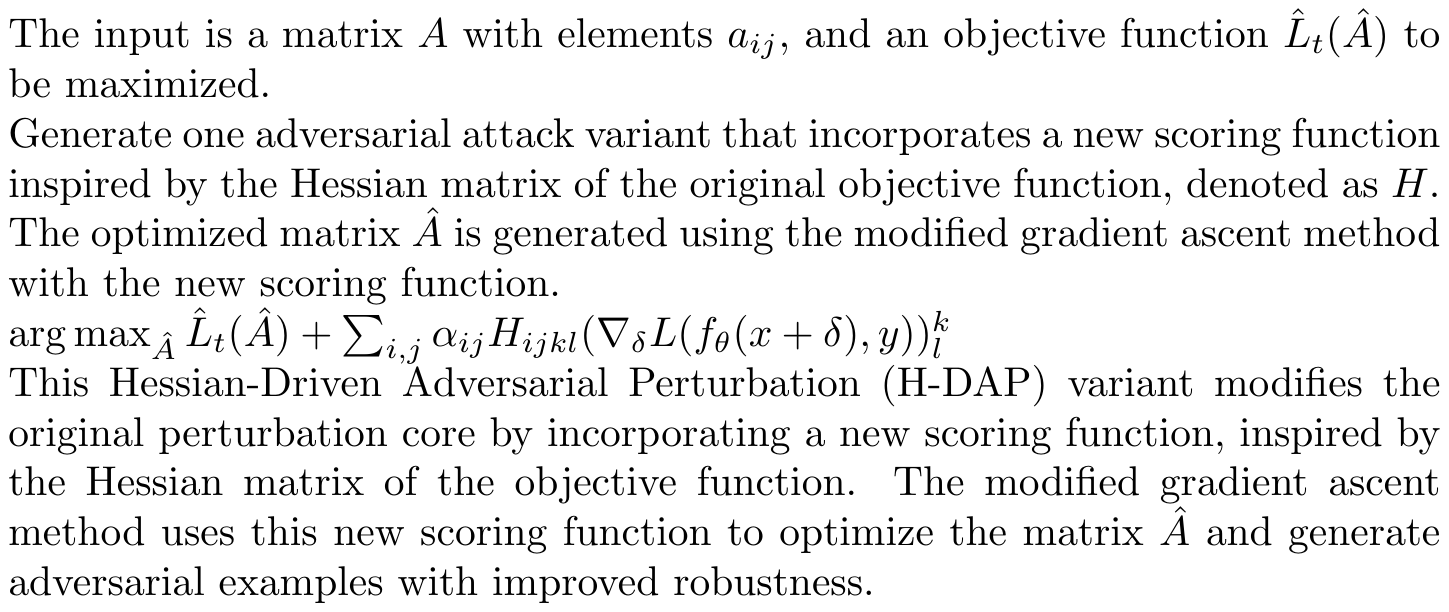 The input is a matrix $A$ with elements $a_{ij}$, and an objective function $\hat{L}_t(\hat{A})$ to
be maximized.
Generate one adversarial attack variant that incorporates a new scoring function
inspired by the Hessian matrix of the original objective function, denoted as $H$.
The optimized matrix $\hat{A}$ is generated using the modified gradient ascent method
with the new scoring function.
$\arg\max_{\hat{A}} \hat{L}_t(\hat{A}) + \sum_{i,j} \alpha_{ij} H_{ijkl} (\nabla_\delta L(f_\theta(x + \delta), y))_l^k$
This Hessian-Driven Adversarial Perturbation (H-DAP) variant modifies the
original perturbation core by incorporating a new scoring function, inspired by
the Hessian matrix of the objective function. The modified gradient ascent
method uses this new scoring function to optimize the matrix $\hat{A}$ and generate
adversarial examples with improved robustness.